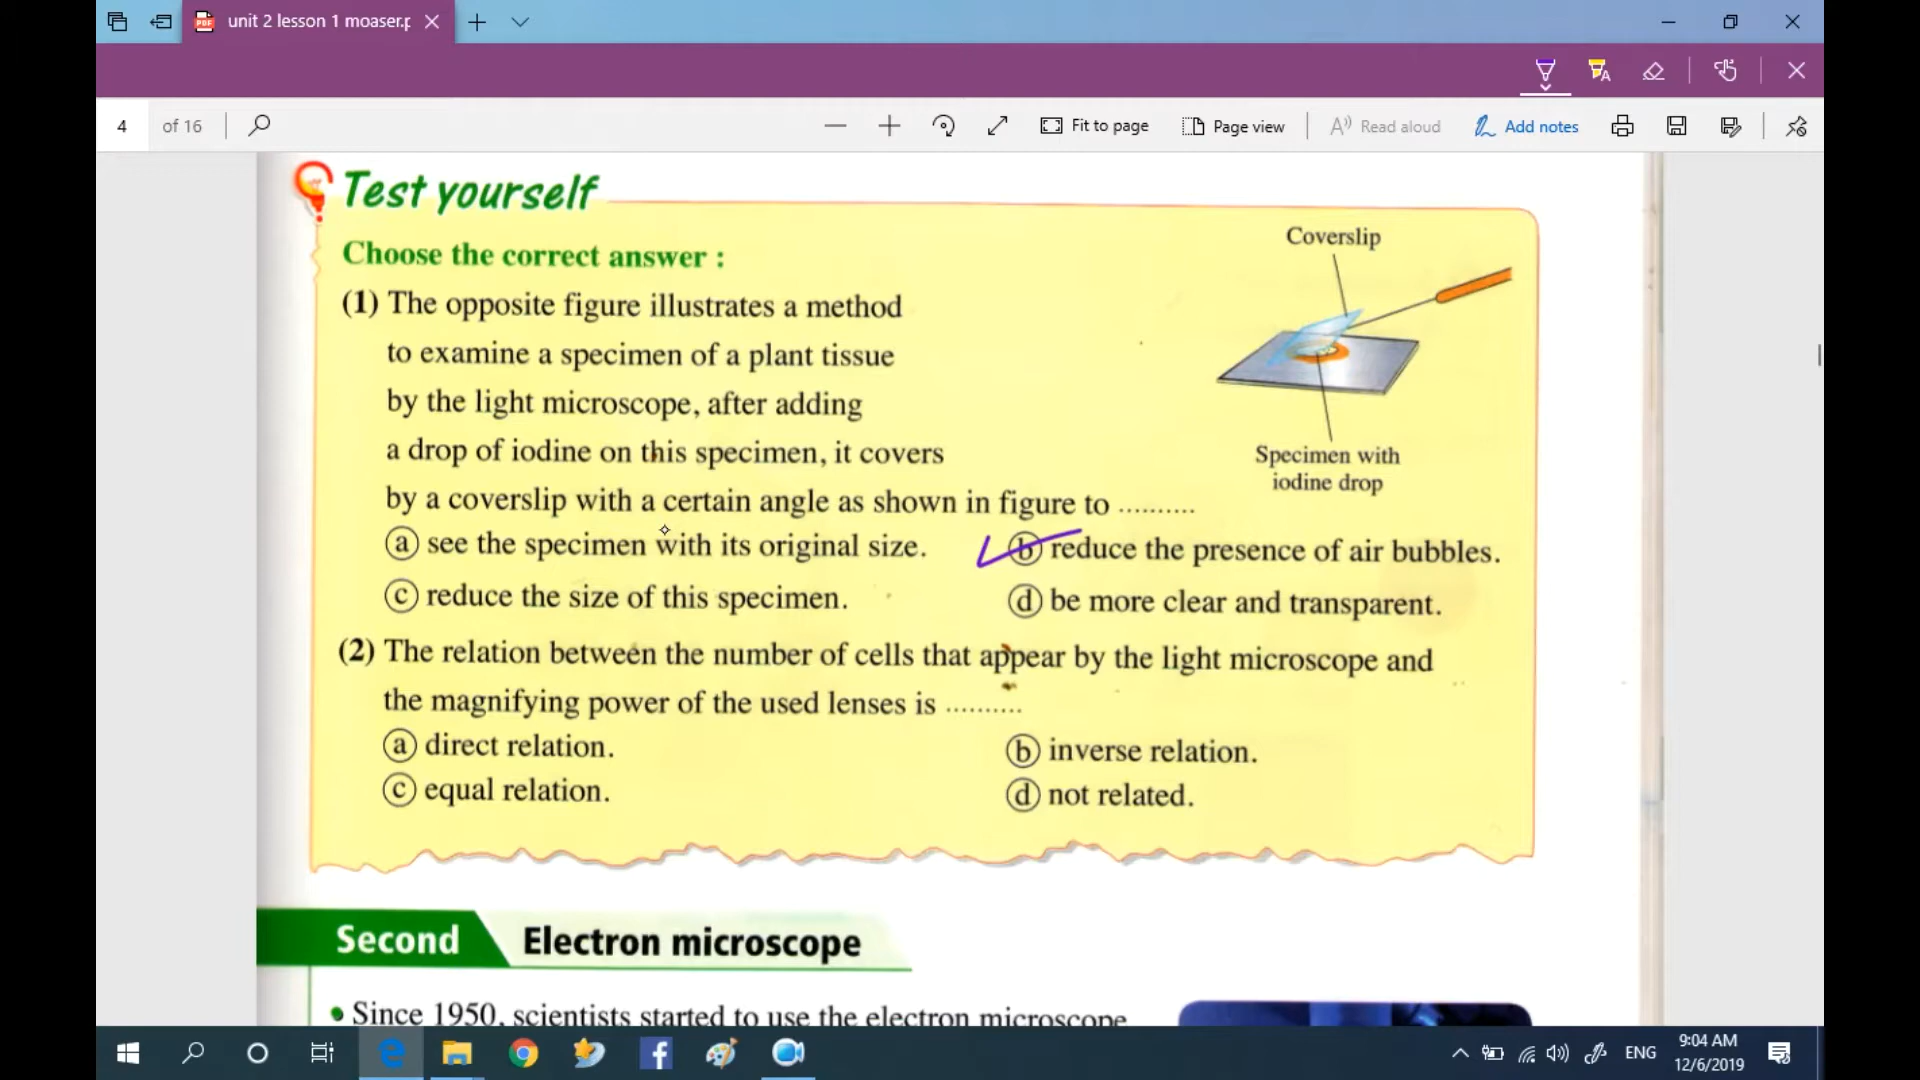 unit 2 lesson 1 moaser.p
4 of 16
Fit to page
Page view
Read aloud
Add notes
Test yourself
Choose the correct answer :
Coverslip
(1) The opposite figure illustrates a method
to examine a specimen of a plant tissue
by the light microscope, after adding
a drop of iodine on this specimen, it covers
by a coverslip with a certain angle as shown in figure to ..........
Specimen with
iodine drop
a see the specimen with its original size.
b reduce the presence of air bubbles.
c reduce the size of this specimen.
d be more clear and transparent.
(2) The relation between the number of cells that appear by the light microscope and
the magnifying power of the used lenses is ..........
a direct relation.
b inverse relation.
c equal relation.
d not related.
Second Electron microscope
• Since 1950, scientists started to use the electron microscope
ENG
9:04 AM
12/6/2019